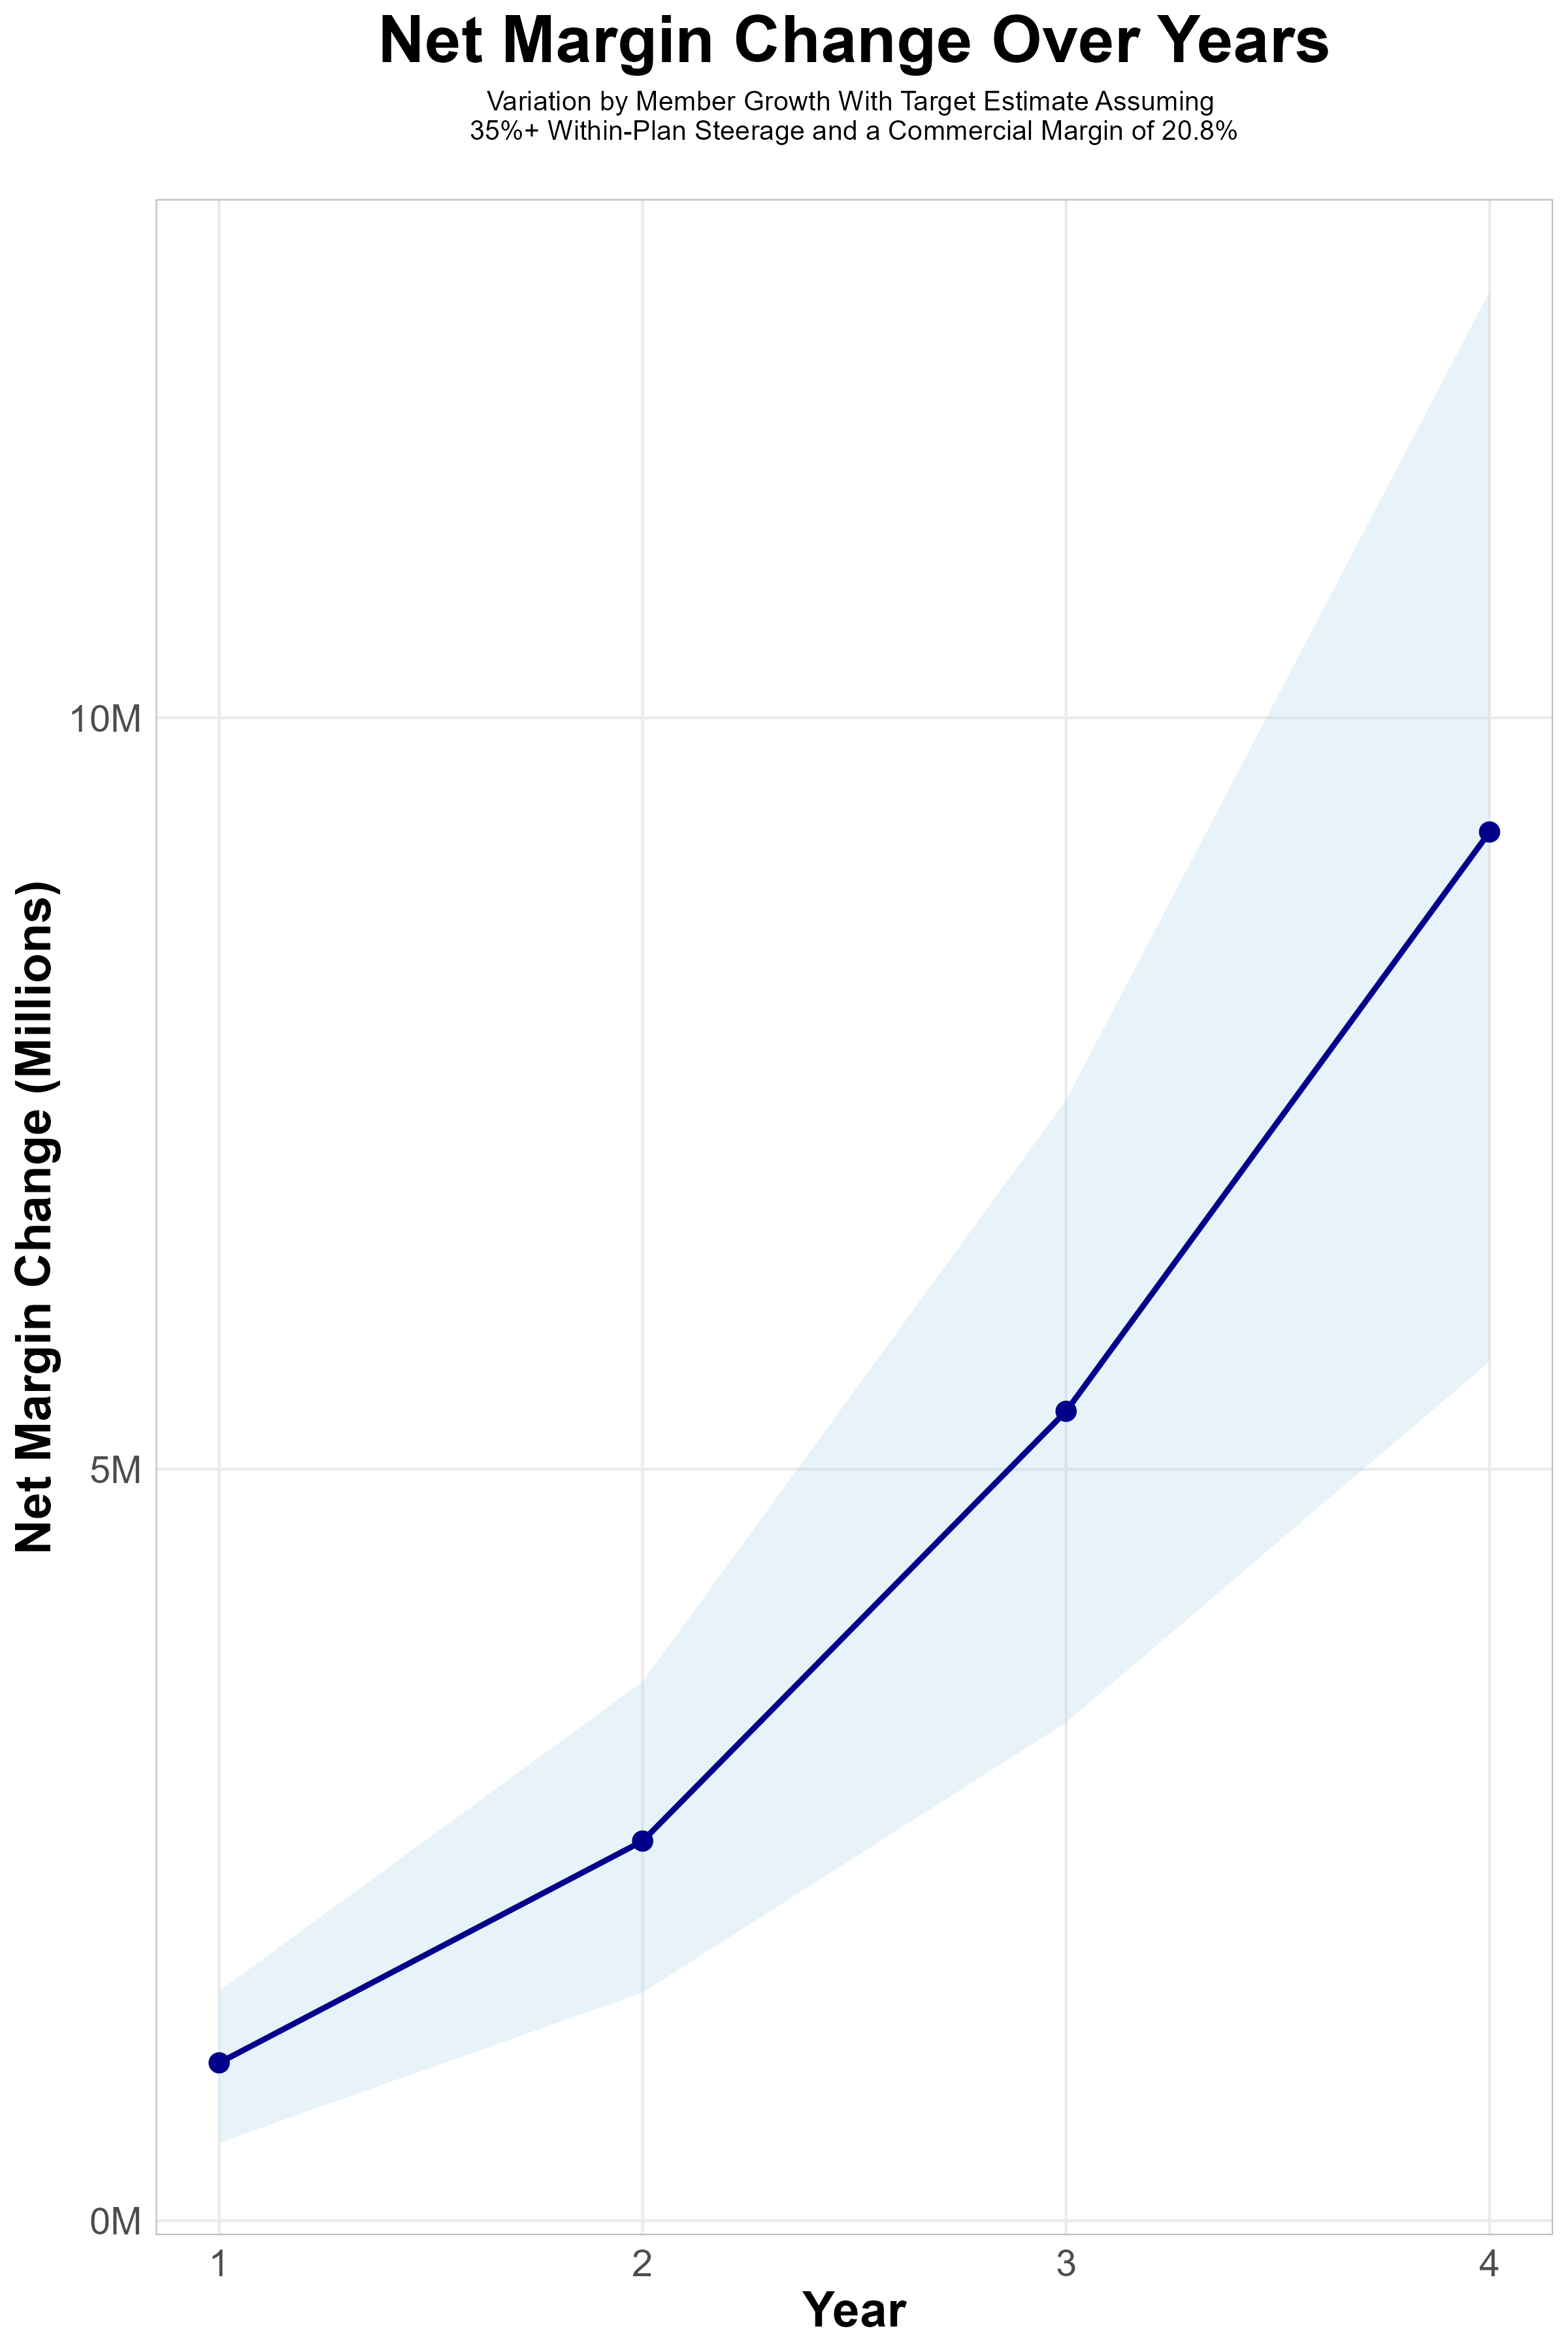 Net Margin Change Over Years
Variation by Member Growth With Target Estimate Assuming
35%+ Within-Plan Steerage and a Commercial Margin of 20.8%
Net Margin Change (Millions)
10M
5M
0M
1
2
3
4
Year